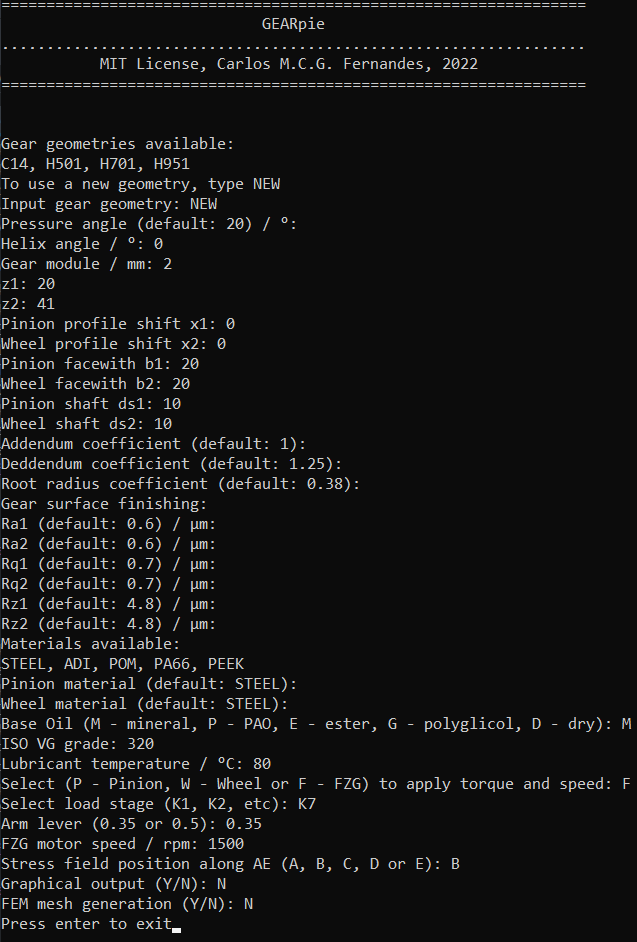 ==================================================================
GEARpie
..................................................................
MIT License, Carlos M.C.G. Fernandes, 2022
==================================================================
Gear geometries available:
C14, H501, H701, H951
To use a new geometry, type NEW
Input gear geometry: NEW
Pressure angle (default: 20) / º:
Helix angle / º: 0
Gear module / mm: 2
z1: 20
z2: 41
Pinion profile shift x1: 0
Wheel profile shift x2: 0
Pinion facewith b1: 20
Wheel facewith b2: 20
Pinion shaft ds1: 10
Wheel shaft ds2: 10
Addendum coefficient (default: 1):
Deddendum coefficient (default: 1.25):
Root radius coefficient (default: 0.38):
Gear surface finishing:
Ra1 (default: 0.6) / μm:
Ra2 (default: 0.6) / μm:
Rq1 (default: 0.7) / μm:
Rq2 (default: 0.7) / μm:
Rz1 (default: 4.8) / μm:
Rz2 (default: 4.8) / μm:
Materials available:
STEEL, ADI, POM, PA66, PEEK
Pinion material (default: STEEL):
Wheel material (default: STEEL):
Base Oil (M - mineral, P - PAO, E - ester, G - polyglicol, D - dry): M
ISO VG grade: 320
Lubricant temperature / ºC: 80
Select (P - Pinion, W - Wheel or F - FZG) to apply torque and speed: F
Select load stage (K1, K2, etc): K7
Arm lever (0.35 or 0.5): 0.35
FZG motor speed / rpm: 1500
Stress field position along AE (A, B, C, D or E): B
Graphical output (Y/N): N
FEM mesh generation (Y/N): N
Press enter to exit